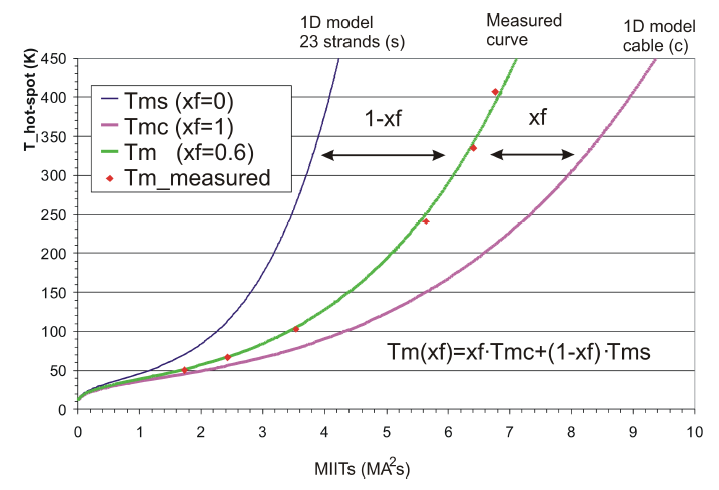 1D model
23 strands (s)
Measured
curve
1D model
cable (c)
T_hot-spot (K)
450
400
350
300
250
200
150
100
50
0
Tms (xf=0)
Tmc (xf=1)
Tm (xf=0.6)
Tm_measured
1-xf
xf
Tm(xf)=xf·Tmc+(1-xf)·Tms
0 1 2 3 4 5 6 7 8 9 10
MIITs (MA²s)